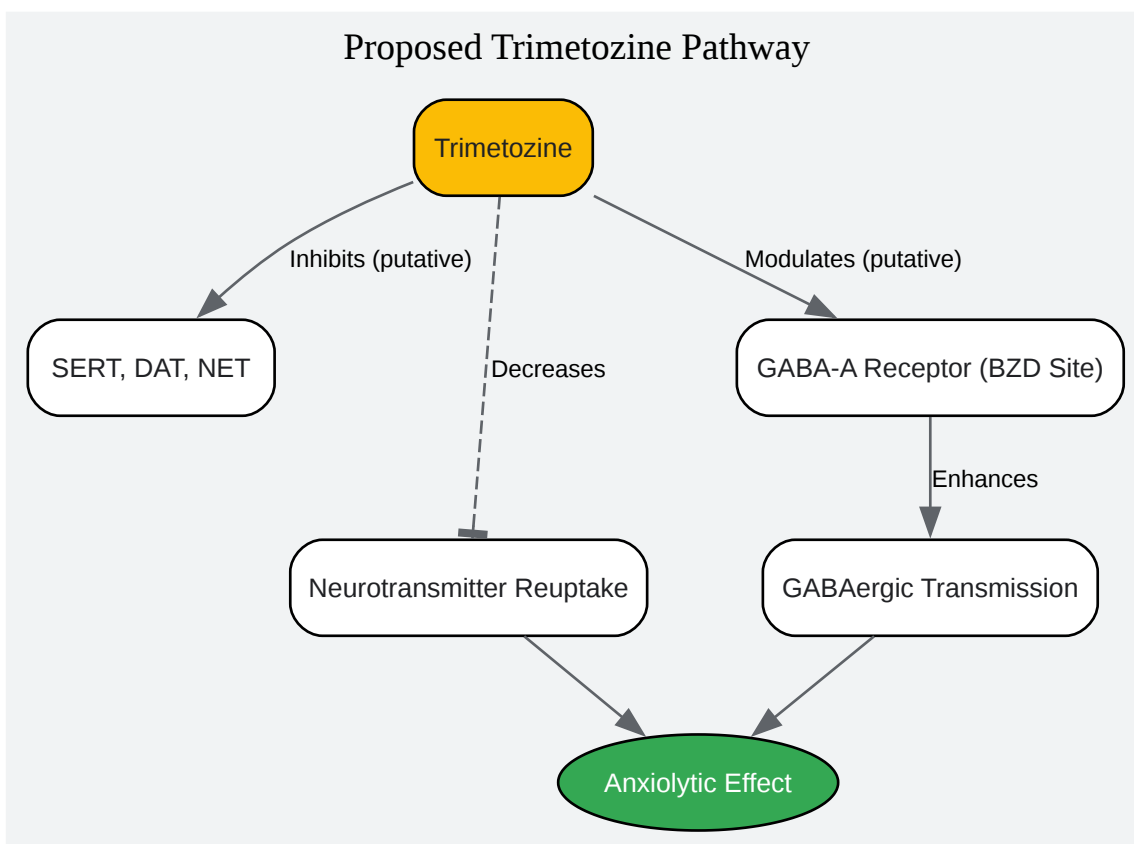 Proposed Trimetozine Pathway
Trimetozine
Inhibits (putative)
Modulates (putative)
SERT, DAT, NET
Decreases
GABA-A Receptor (BZD Site)
Enhances
Neurotransmitter Reuptake
GABAergic Transmission
Anxiolytic Effect